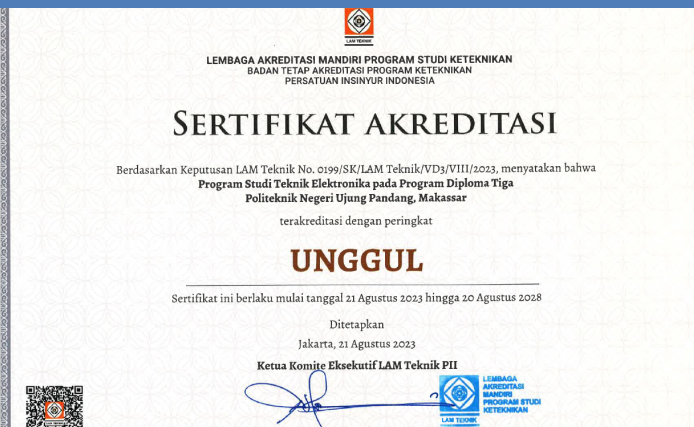 LAM TEKNIK
LEMBAGA AKREDITASI MANDIRI PROGRAM STUDI KETEKNIKAN
BADAN TETAP AKREDITASI PROGRAM KETEKNIKAN
PERSATUAN INSINYUR INDONESIA
SERTIFIKAT AKREDITASI
Berdasarkan Keputusan LAM Teknik No. 0199/SK/LAM Teknik/VD3/VIII/2023, menyatakan bahwa
Program Studi Teknik Elektronika pada Program Diploma Tiga
Politeknik Negeri Ujung Pandang, Makassar
terakreditasi dengan peringkat
UNGGUL
Sertifikat ini berlaku mulai tanggal 21 Agustus 2023 hingga 20 Agustus 2028
Ditetapkan
Jakarta, 21 Agustus 2023
Ketua Komite Eksekutif LAM Teknik PII
LEMBAGA
AKREDITASI
MANDIRI
PROGRAM STUDI
KETEKNIKAN
LAM TEKNIK